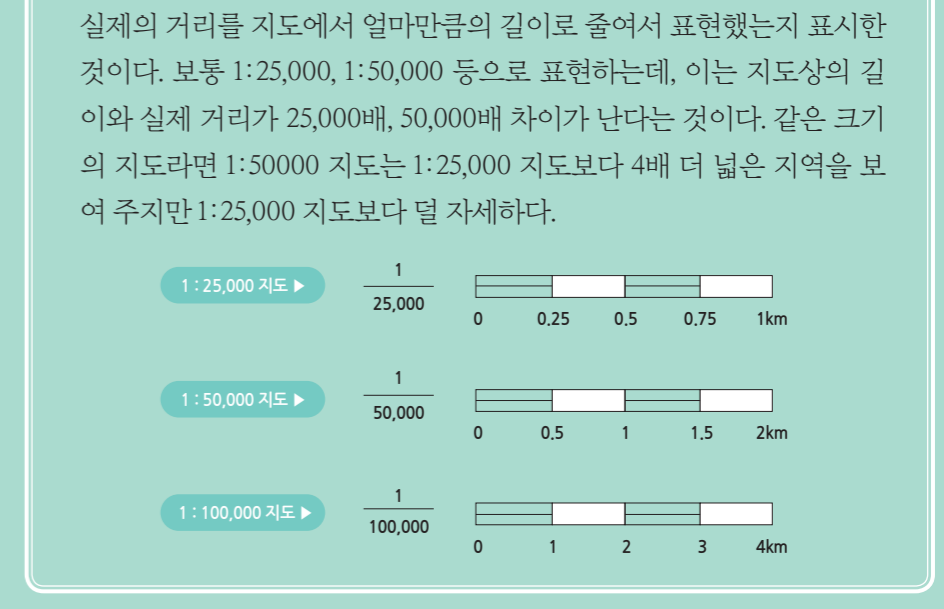 실제의 거리를 지도에서 얼마만큼의 길이로 줄여서 표현했는지 표시한
것이다. 보통 1:25,000, 1:50,000 등으로 표현하는데, 이는 지도상의 길
이와 실제 거리가 25,000배, 50,000배 차이가 난다는 것이다. 같은 크기
의 지도라면 1:50000 지도는 1:25,000 지도보다 4배 더 넓은 지역을 보
여 주지만 1:25,000 지도보다 덜 자세하다.
1 : 25,000 지도 ▶
1
25,000
0 0.25 0.5 0.75 1km
1 : 50,000 지도 ▶
1
50,000
0 0.5 1 1.5 2km
1 : 100,000 지도 ▶
1
100,000
0 1 2 3 4km